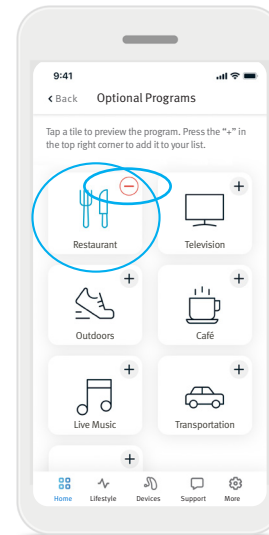 9:41
Back Optional Programs
Tap a tile to preview the program. Press the “+” in
the top right corner to add it to your list.
Restaurant Television
Outdoors Café
Live Music Transportation
Home Lifestyle Devices Support More